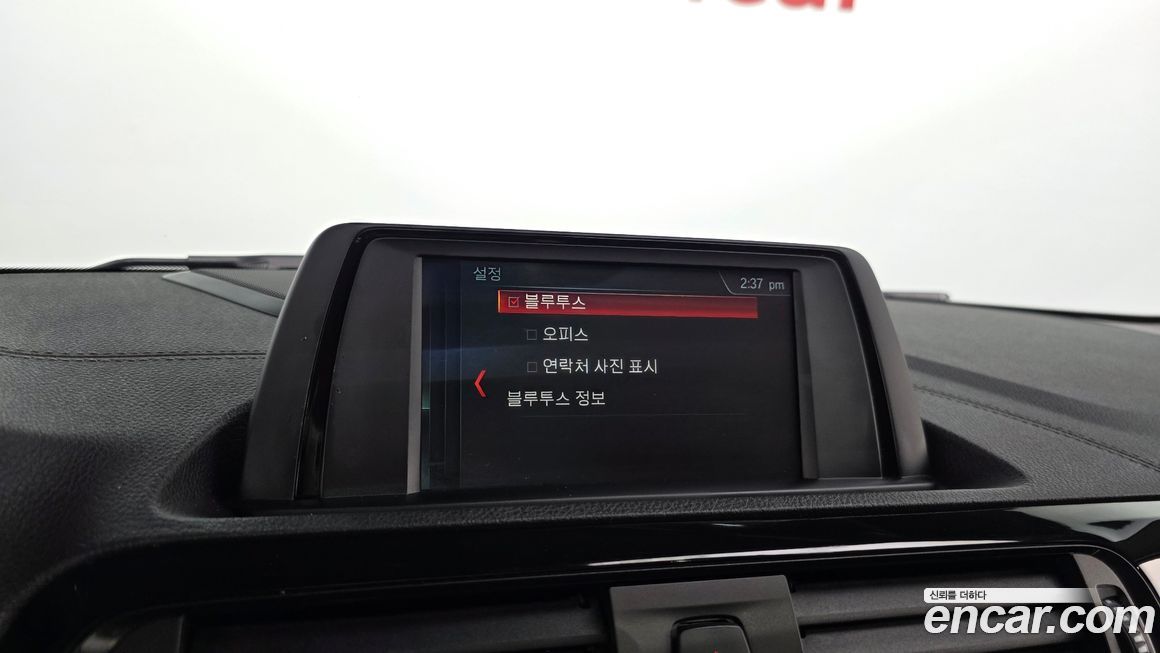 설정
2:37 pm
블루투스
오피스
연락처 사진 표시
블루투스 정보
신뢰를 더하다
encar.com